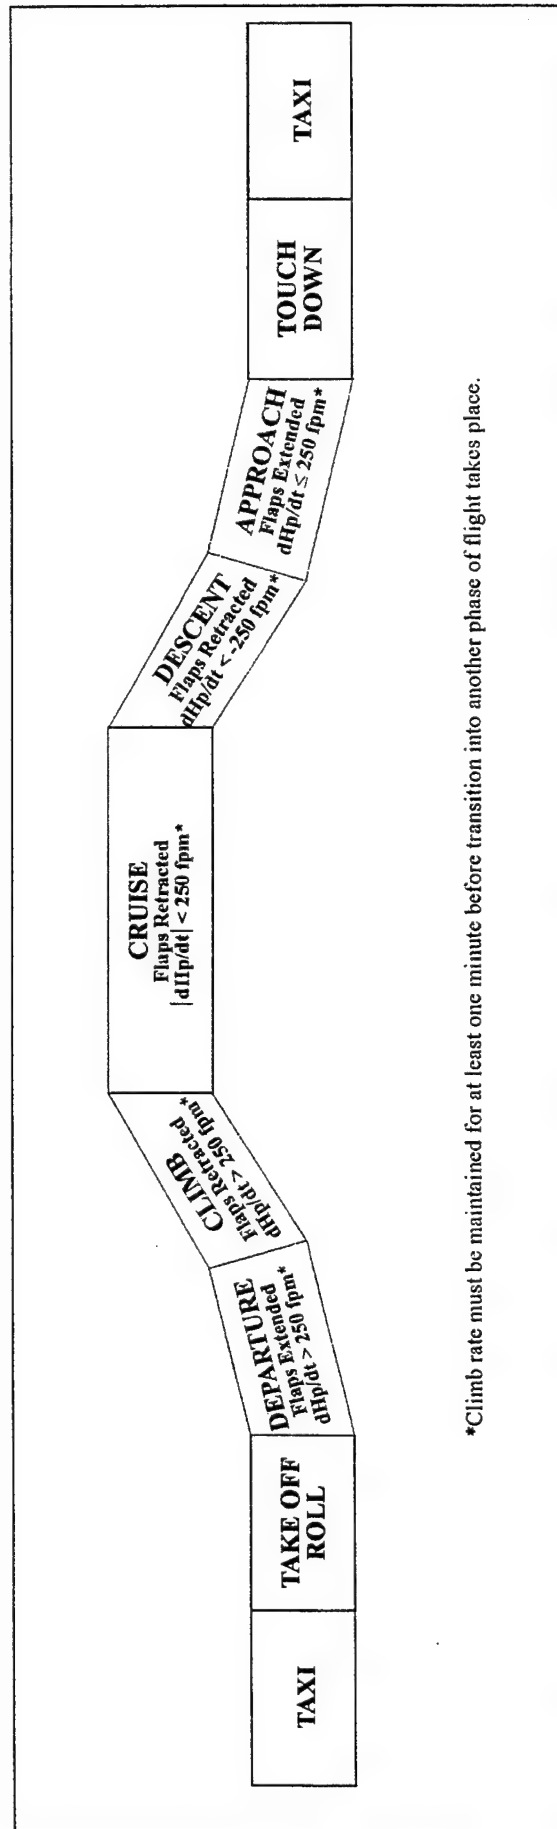 TAXI
TAKE OFF
ROLL
DEPARTURE
Flaps Extended
dHp/dt > 250 fpm*
CLIMB
Flaps Retracted
dHp/dt > 250 fpm*
CRUISE
Flaps Retracted
|dHp/dt| < 250 fpm*
DESCENT
Flaps Retracted
dHp/dt < -250 fpm*
APPROACH
Flaps Extended
dHp/dt ≤ 250 fpm*
TOUCH
DOWN
TAXI
*Climb rate must be maintained for at least one minute before transition into another phase of flight takes place.